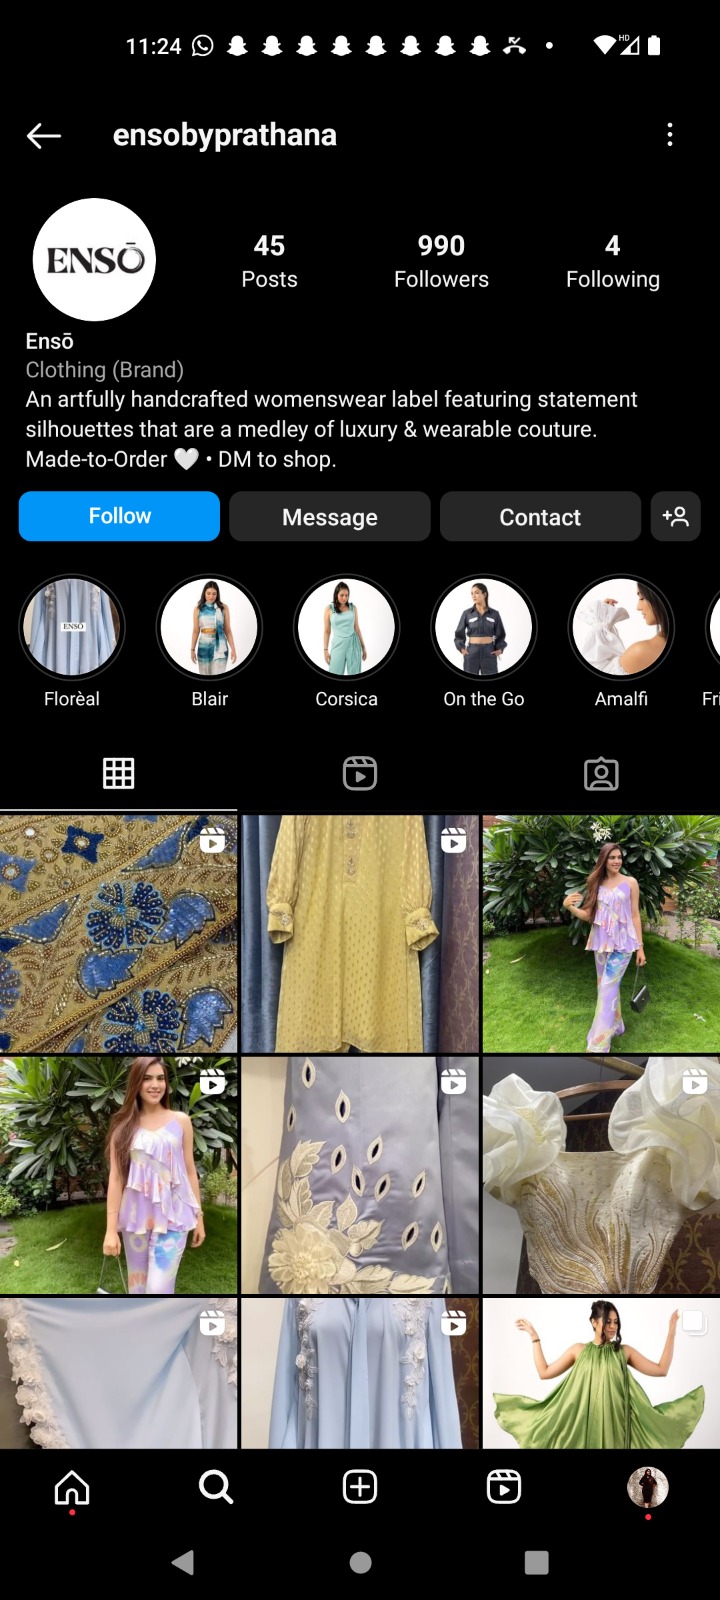 11:24
HD
ensobyprathana
ENSŌ
45
990
4
Posts
Followers
Following
Ensō
Clothing (Brand)
An artfully handcrafted womenswear label featuring statement
silhouettes that are a medley of luxury & wearable couture.
Made-to-Order 🤍 • DM to shop.
Follow
Message
Contact
ENSŌ
Florèal
Blair
Corsica
On the Go
Amalfi
Fri